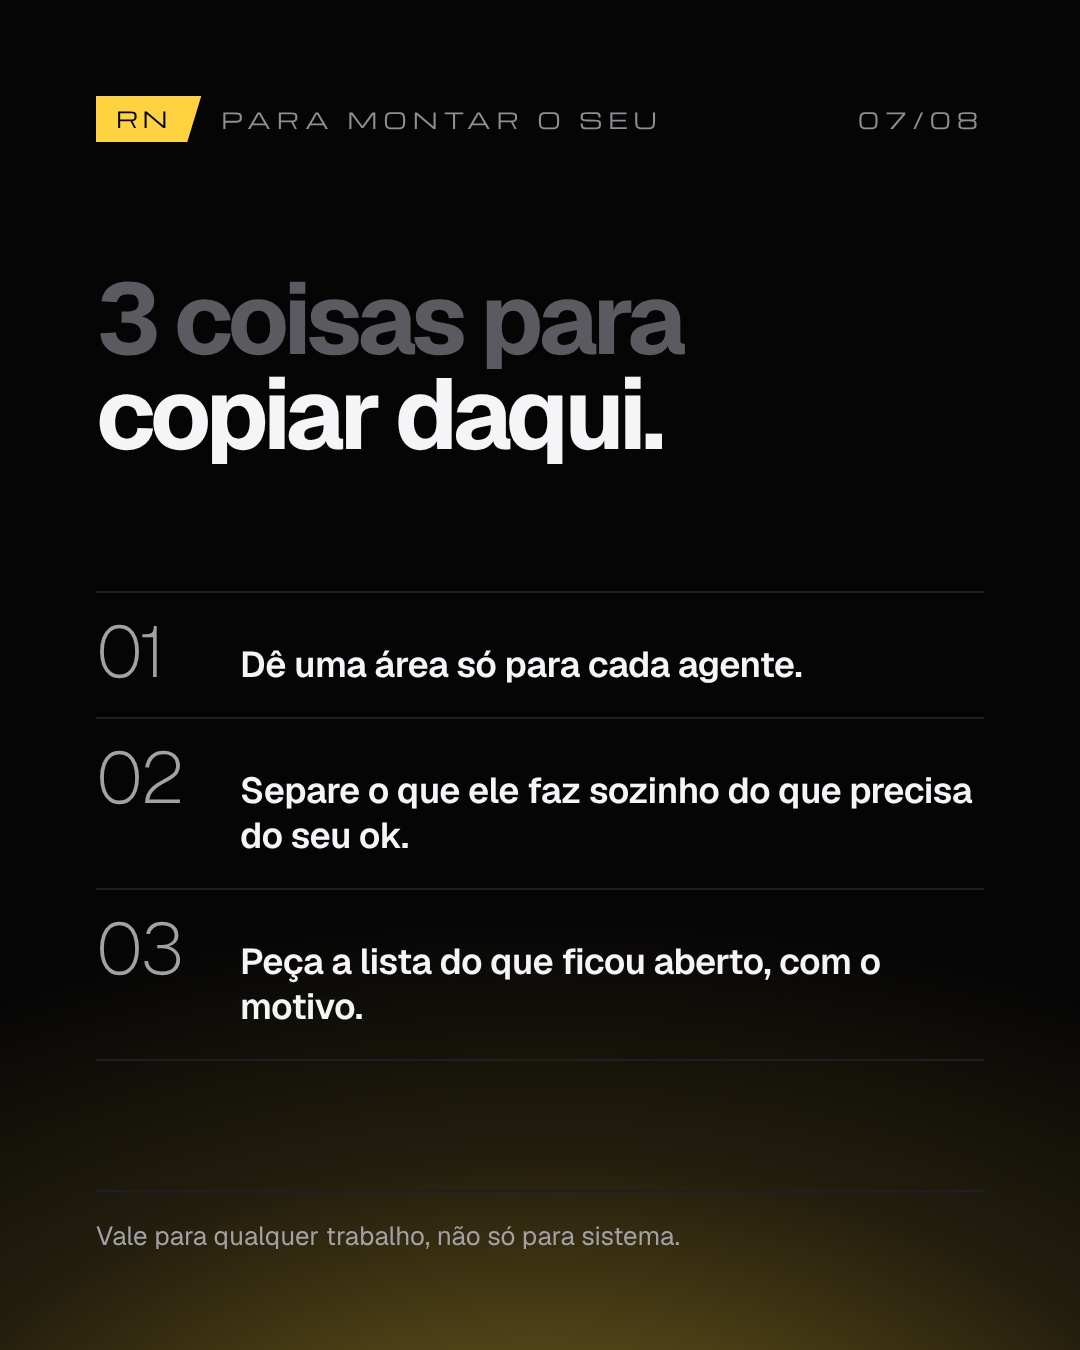 RN PARA MONTAR O SEU 07/08
3 coisas para
copiar daqui.
01 Dê uma área só para cada agente.
02 Separe o que ele faz sozinho do que precisa
do seu ok.
03 Peça a lista do que ficou aberto, com o
motivo.
Vale para qualquer trabalho, não só para sistema.